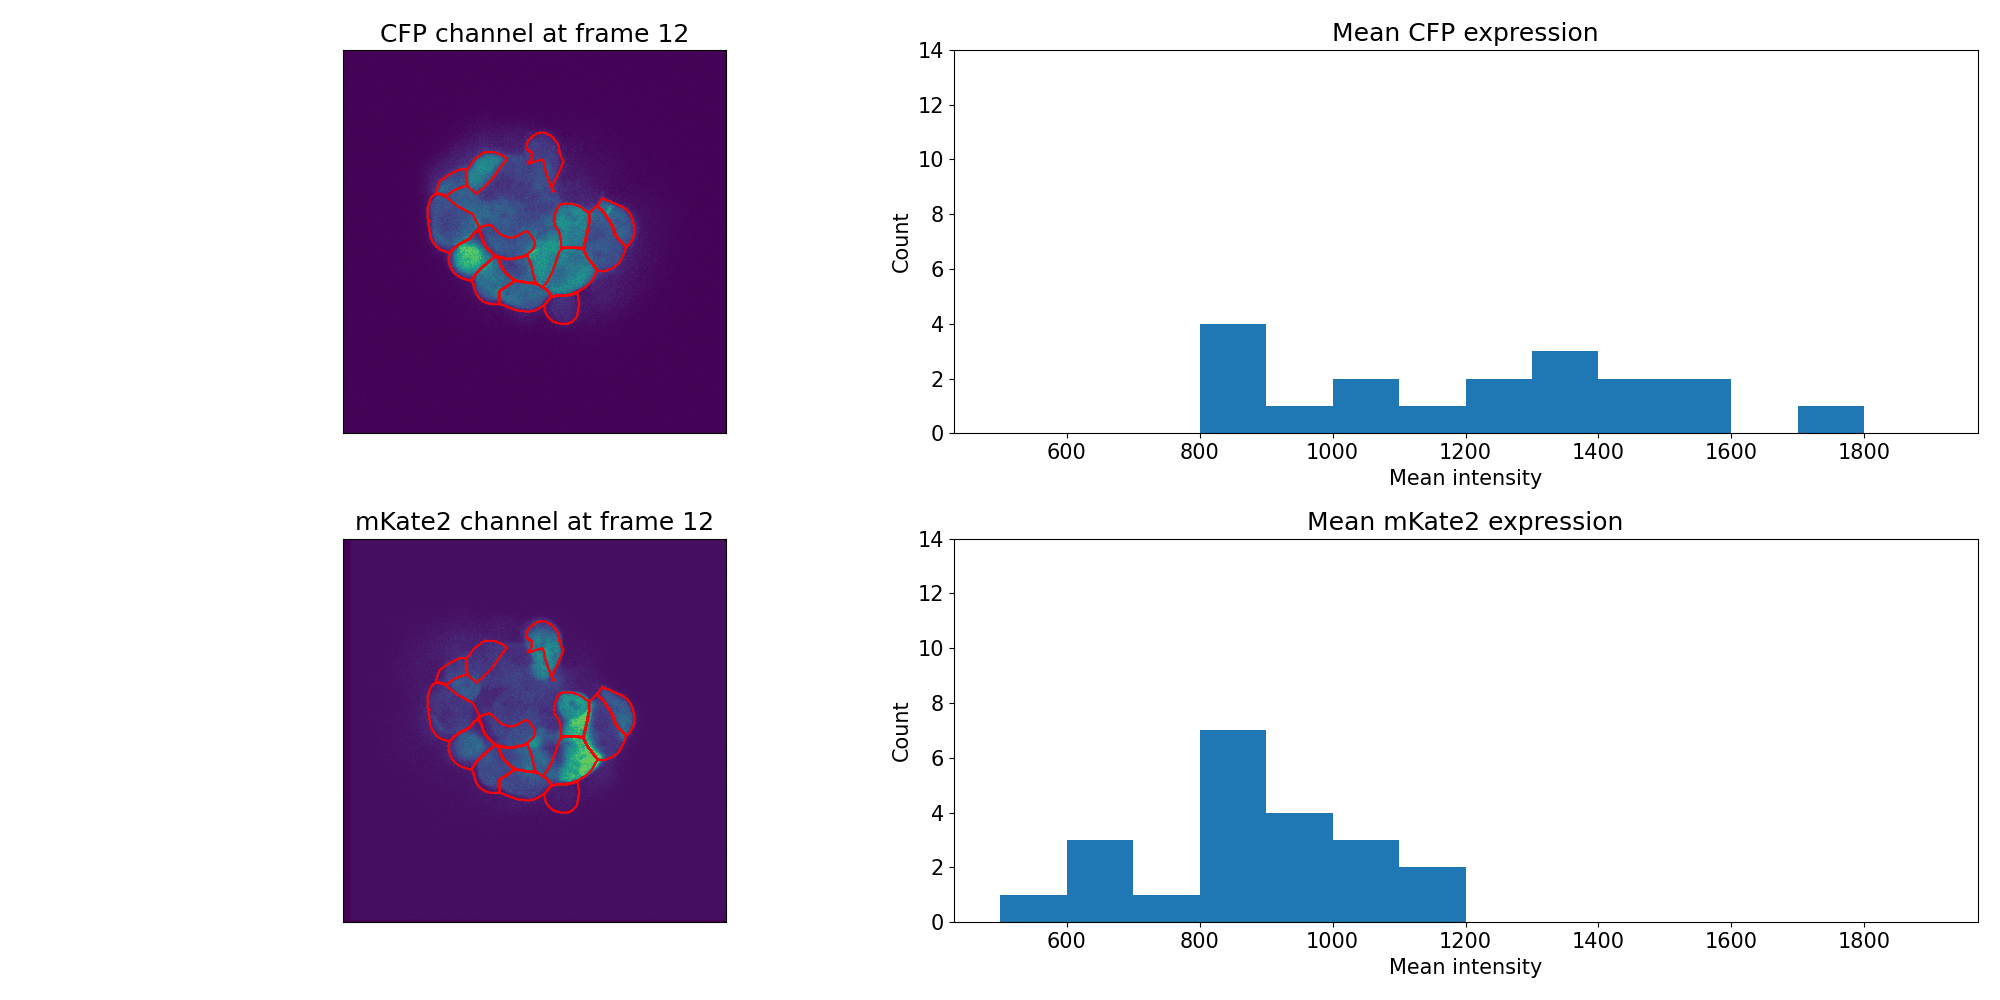 CFP channel at frame 12
Mean CFP expression
14
12
10
8
6
4
2
0
Count
600 800 1000 1200 1400 1600 1800
Mean intensity
mKate2 channel at frame 12
Mean mKate2 expression
14
12
10
8
6
4
2
0
Count
600 800 1000 1200 1400 1600 1800
Mean intensity